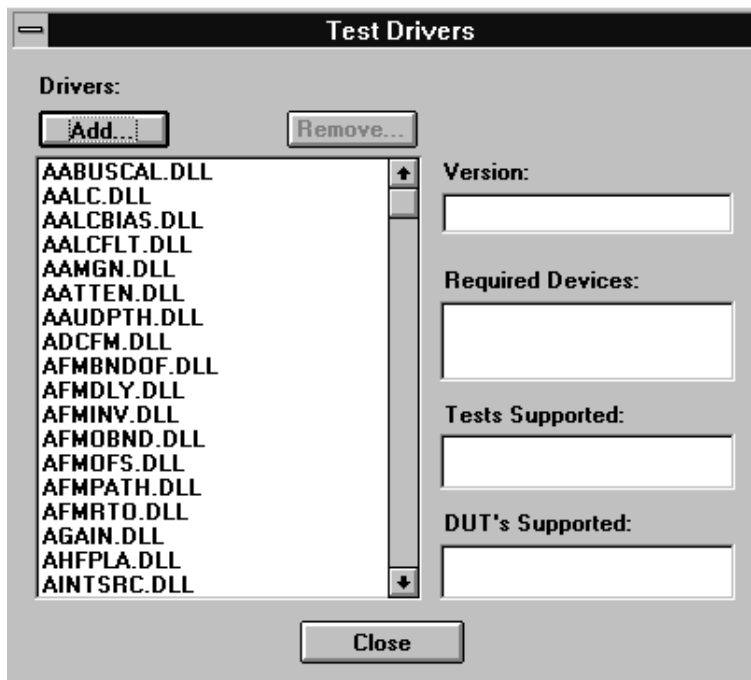 Test Drivers
Drivers:
Add...
Remove...
AABUSCAL.DLL
AALC.DLL
AALCBIAS.DLL
AALCFLT.DLL
AAMGN.DLL
AATTEN.DLL
AAUDPTH.DLL
ADCFM.DLL
AFMBNDOF.DLL
AFMDLY.DLL
AFMINV.DLL
AFMOBND.DLL
AFMOFS.DLL
AFMPATH.DLL
AFMRTO.DLL
AGAIN.DLL
AHFPLA.DLL
AINTSRC.DLL
Version:
Required Devices:
Tests Supported:
DUT's Supported:
Close